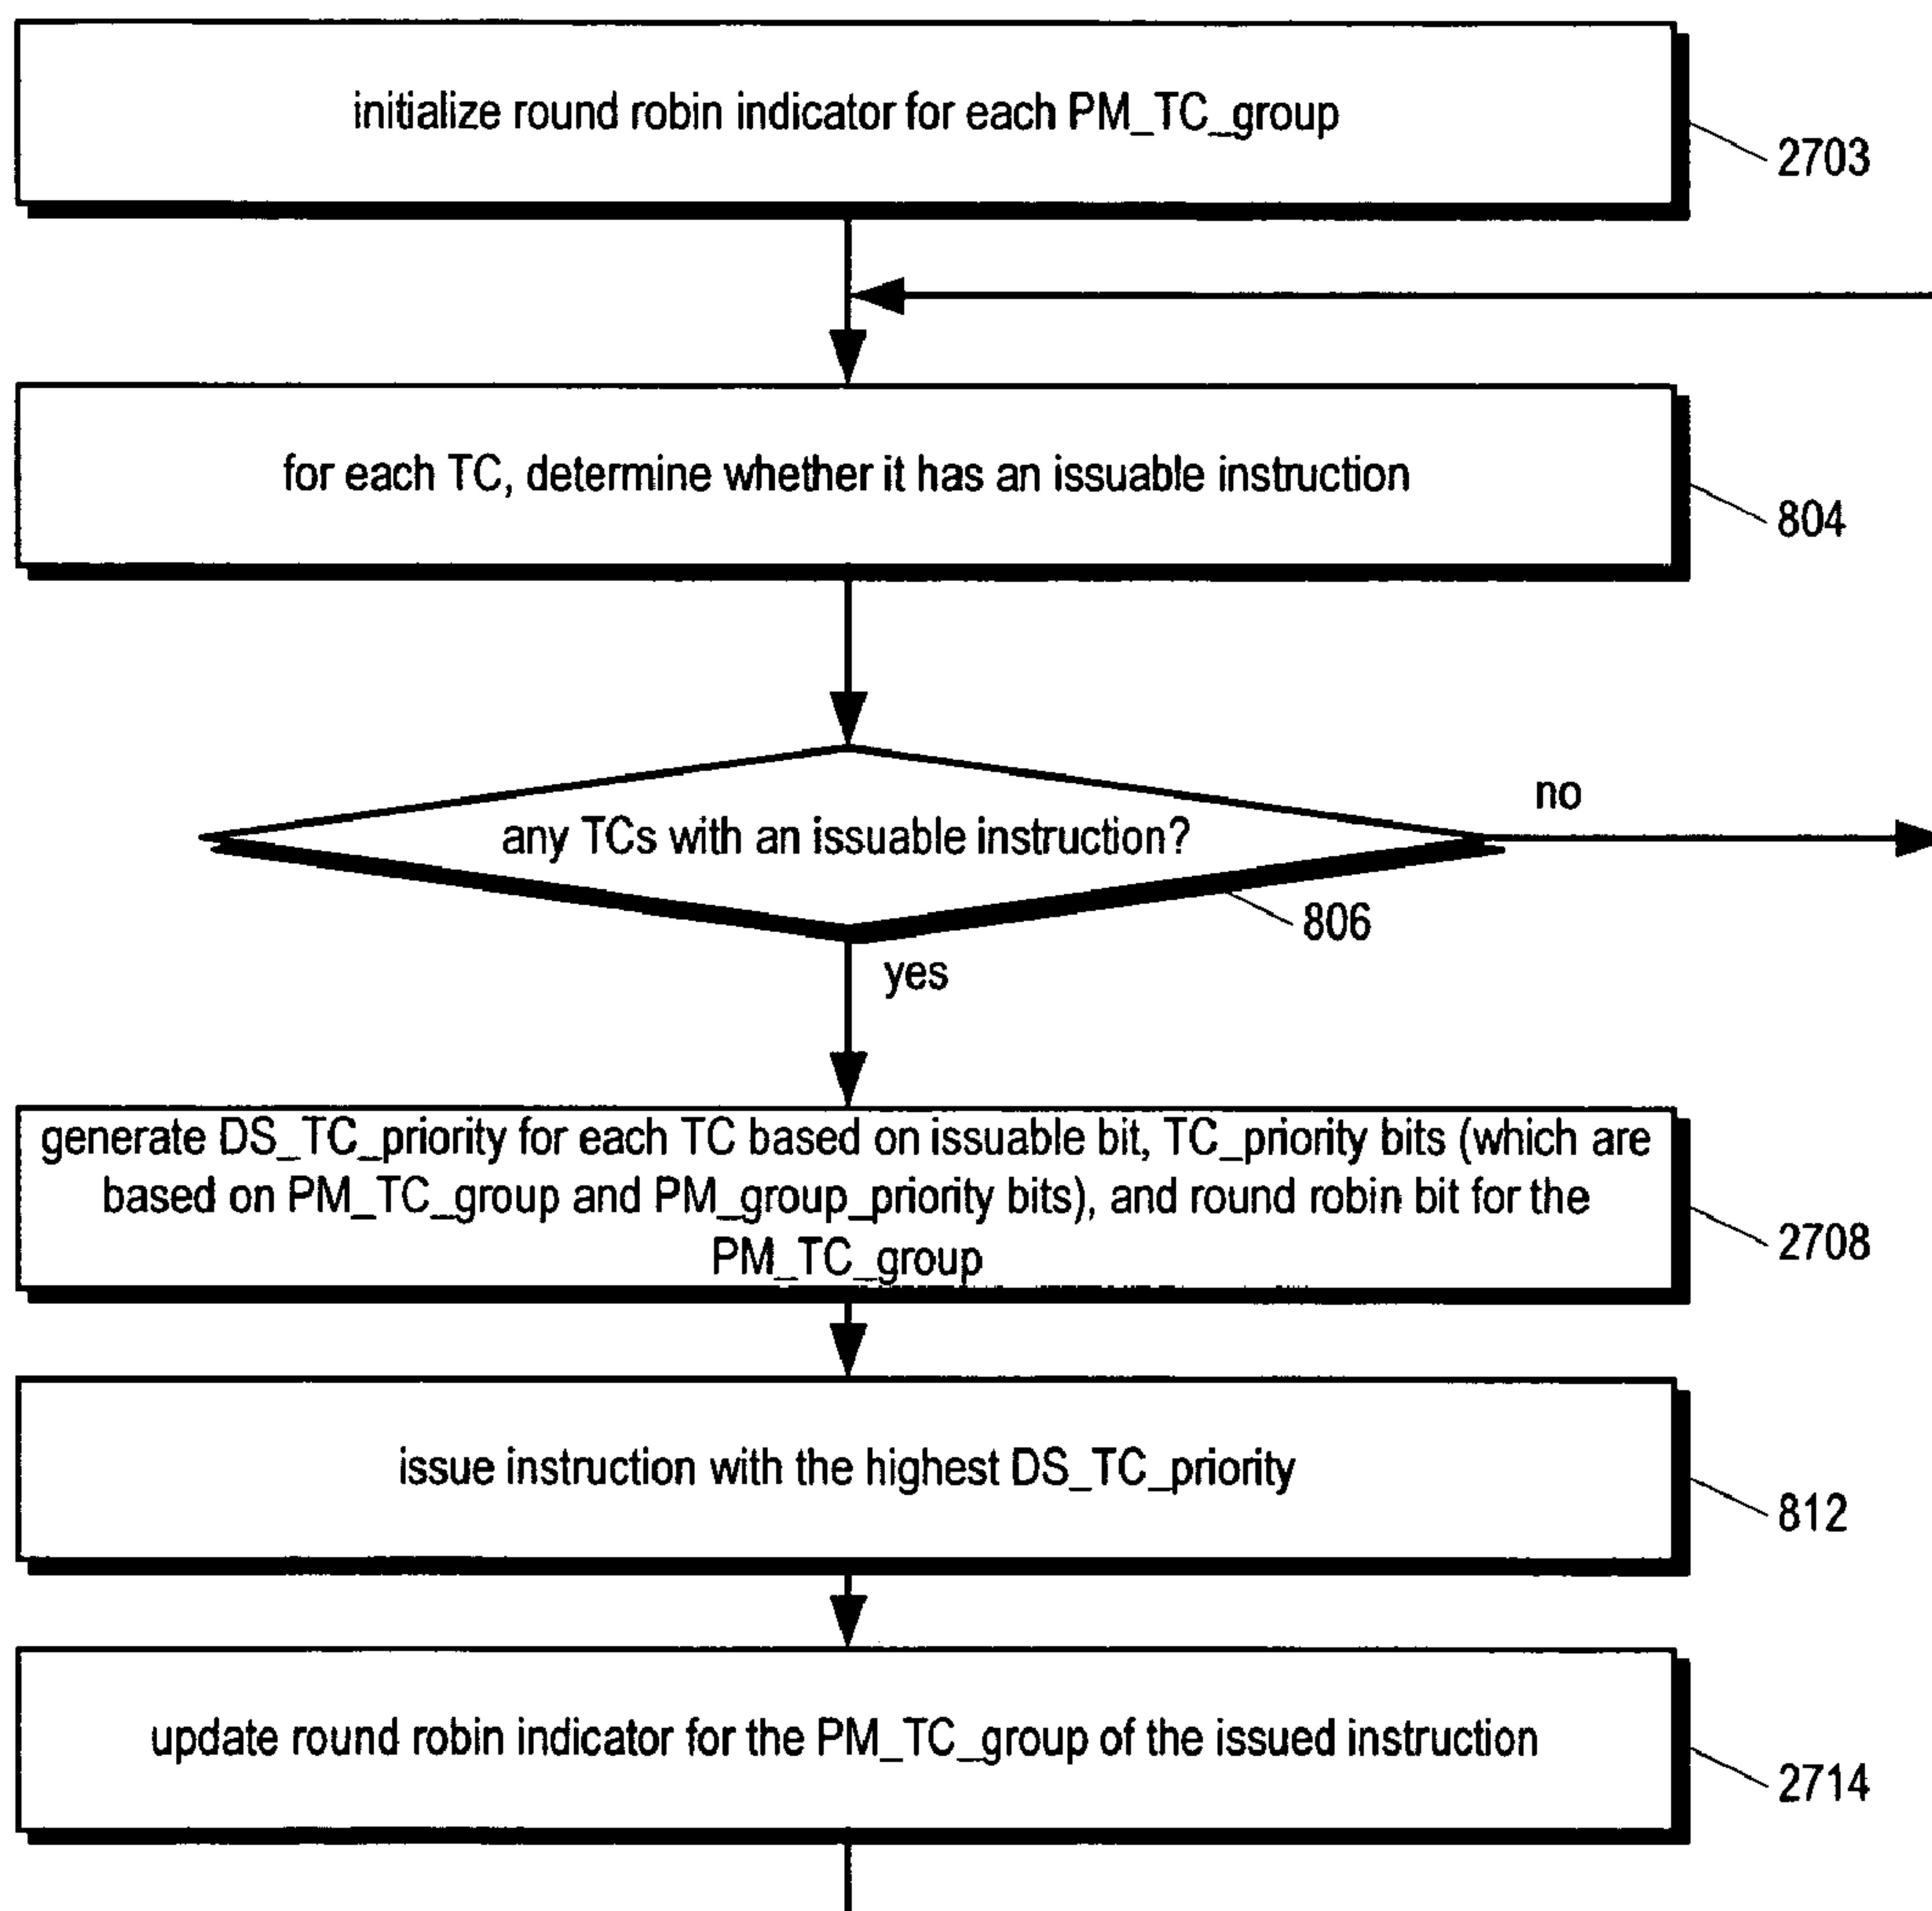 initialize round robin indicator for each PM_TC_group
2703
for each TC, determine whether it has an issuable instruction
804
no
any TCs with an issuable instruction?
806
yes
generate DS_TC_priority for each TC based on issuable bit, TC_priority bits (which are
based on PM_TC_group and PM_group_priority bits), and round robin bit for the
PM_TC_group
2708
issue instruction with the highest DS_TC_priority
812
update round robin indicator for the PM_TC_group of the issued instruction
2714